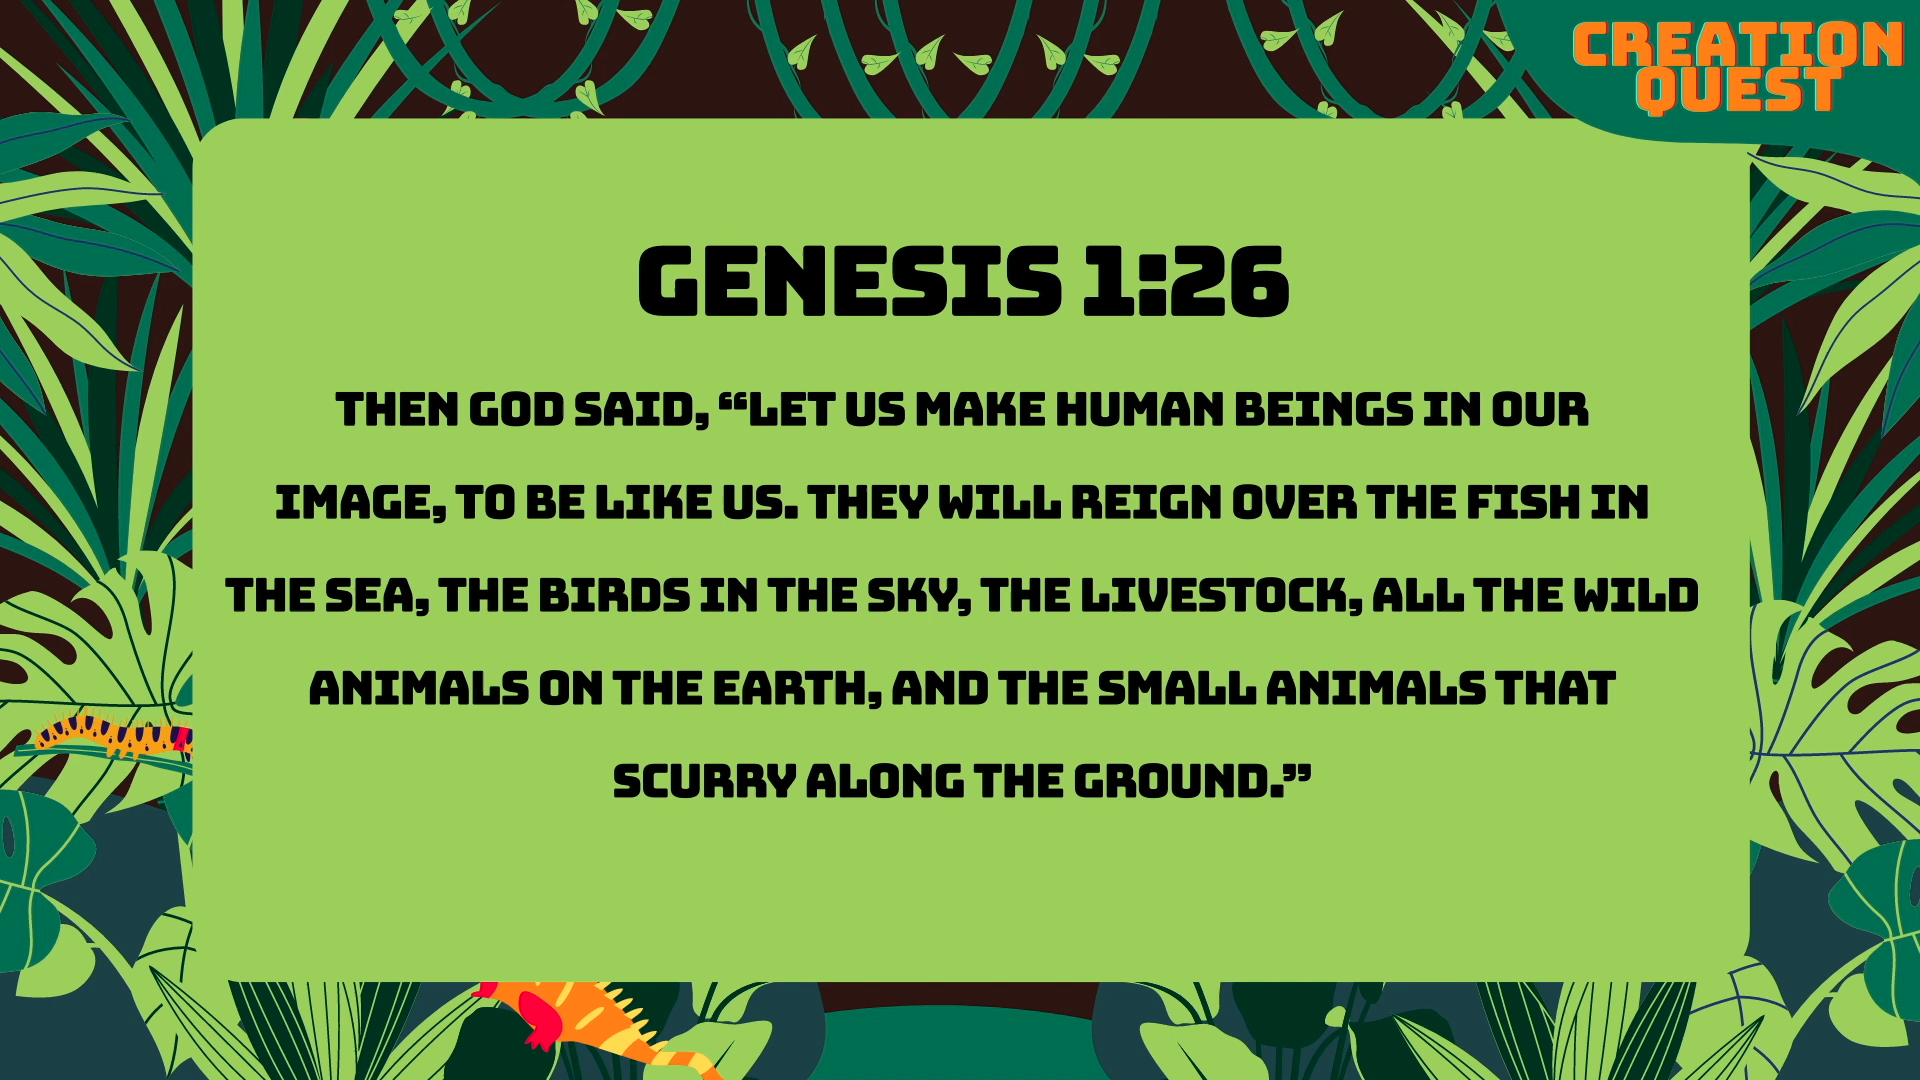 CREATION
QUEST
GENESIS 1:26
THEN GOD SAID, “LET US MAKE HUMAN BEINGS IN OUR
IMAGE, TO BE LIKE US. THEY WILL REIGN OVER THE FISH IN
THE SEA, THE BIRDS IN THE SKY, THE LIVESTOCK, ALL THE WILD
ANIMALS ON THE EARTH, AND THE SMALL ANIMALS THAT
SCURRY ALONG THE GROUND.”